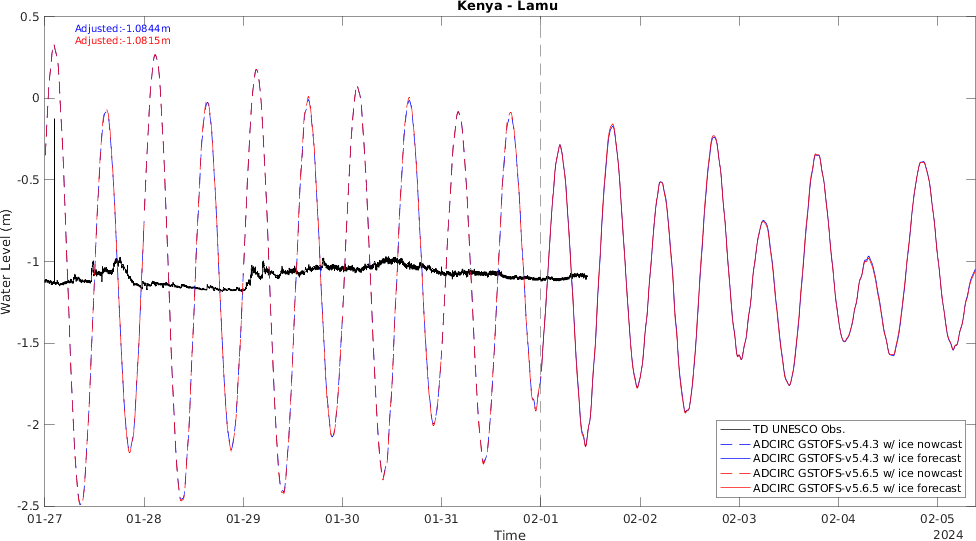 Kenya - Lamu
Adjusted:-1.0844m
Adjusted:-1.0815m
0.5
0
-0.5
-1
-1.5
-2
-2.5
Water Level (m)
TD UNESCO Obs.
ADCIRC GSTOFS-v5.4.3 w/ ice nowcast
ADCIRC GSTOFS-v5.4.3 w/ ice forecast
ADCIRC GSTOFS-v5.6.5 w/ ice nowcast
ADCIRC GSTOFS-v5.6.5 w/ ice forecast
01-27 01-28 01-29 01-30 01-31 02-01 02-02 02-03 02-04 02-05
Time
2024